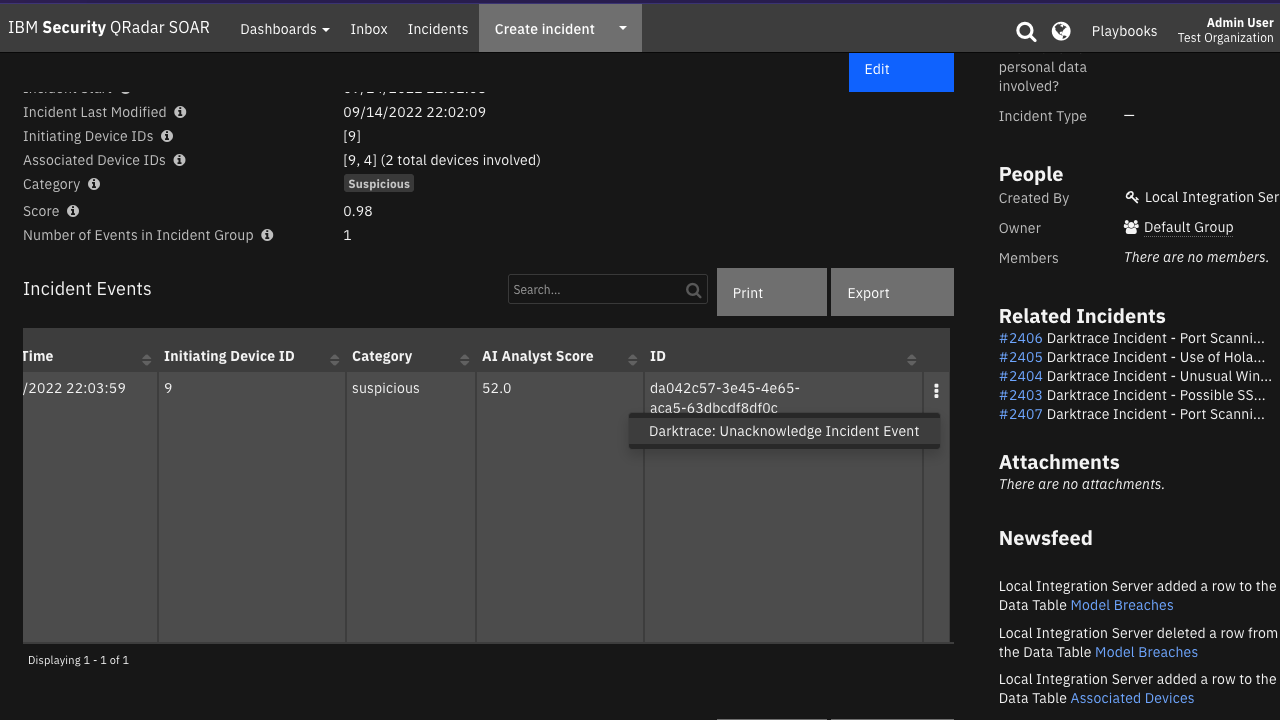 IBM Security QRadar SOAR
Dashboards
Inbox
Incidents
Create incident
Playbooks
Admin User
Test Organization
Edit
Incident Last Modified
09/14/2022 22:02:09
Initiating Device IDs
[9]
Associated Device IDs
[9, 4] (2 total devices involved)
Category
Suspicious
Score
0.98
Number of Events in Incident Group
1
Incident Events
Search...
Print
Export
Time
Initiating Device ID
Category
AI Analyst Score
ID
/2022 22:03:59
9
suspicious
52.0
da042c57-3e45-4e65-
aca5-63dbcdf8df0c
Darktrace: Unacknowledge Incident Event
Displaying 1 - 1 of 1
personal data
involved?
Incident Type
—
People
Created By
Local Integration Ser
Owner
Default Group
Members
There are no members.
Related Incidents
#2406 Darktrace Incident - Port Scanni...
#2405 Darktrace Incident - Use of Hola...
#2404 Darktrace Incident - Unusual Win...
#2403 Darktrace Incident - Possible SS...
#2407 Darktrace Incident - Port Scanni...
Attachments
There are no attachments.
Newsfeed
Local Integration Server added a row to the
Data Table Model Breaches
Local Integration Server deleted a row from
the Data Table Model Breaches
Local Integration Server added a row to the
Data Table Associated Devices